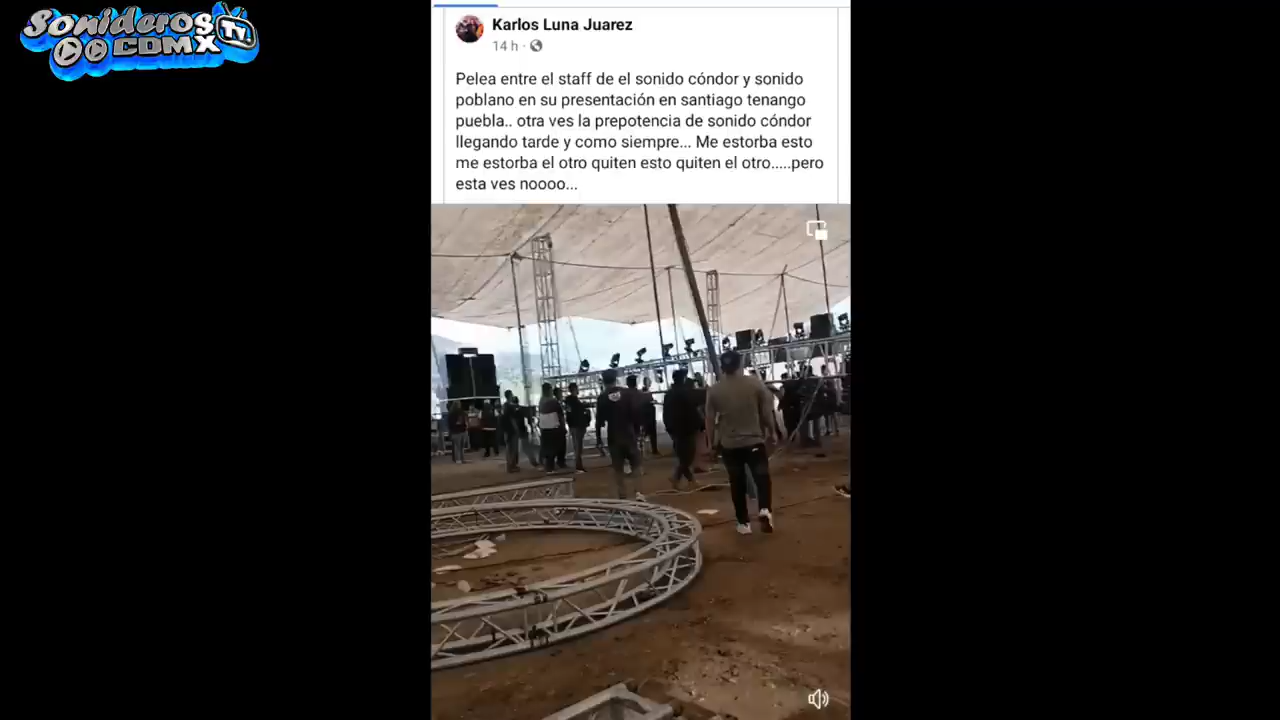 Sonideros
CDMX TV
Karlos Luna Juarez
14 h ·
Pelea entre el staff de el sonido cóndor y sonido
poblano en su presentación en santiago tenango
puebla.. otra ves la prepotencia de sonido cóndor
llegando tarde y como siempre... Me estorba esto
me estorba el otro quiten esto quiten el otro.....pero
esta ves noooo...